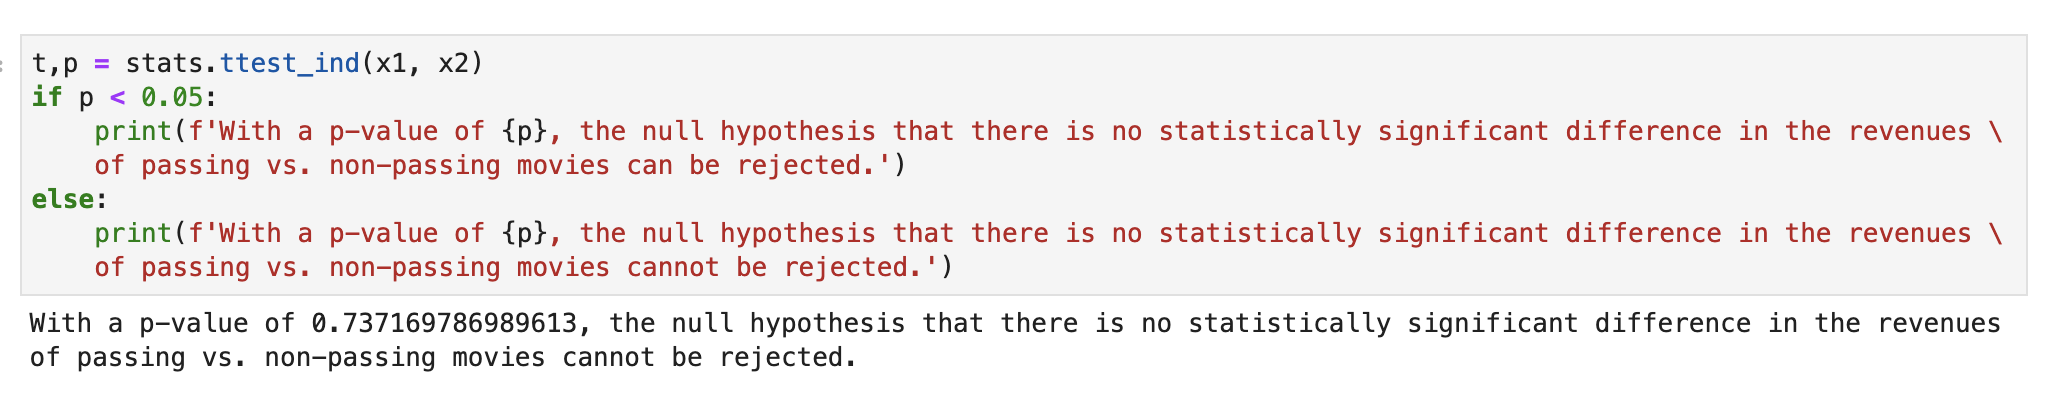 t,p = stats.ttest_ind(x1, x2)
if p < 0.05:
    print(f'With a p-value of {p}, the null hypothesis that there is no statistically significant difference in the revenues \
    of passing vs. non-passing movies can be rejected.')
else:
    print(f'With a p-value of {p}, the null hypothesis that there is no statistically significant difference in the revenues \
    of passing vs. non-passing movies cannot be rejected.')
With a p-value of 0.737169786989613, the null hypothesis that there is no statistically significant difference in the revenues
of passing vs. non-passing movies cannot be rejected.